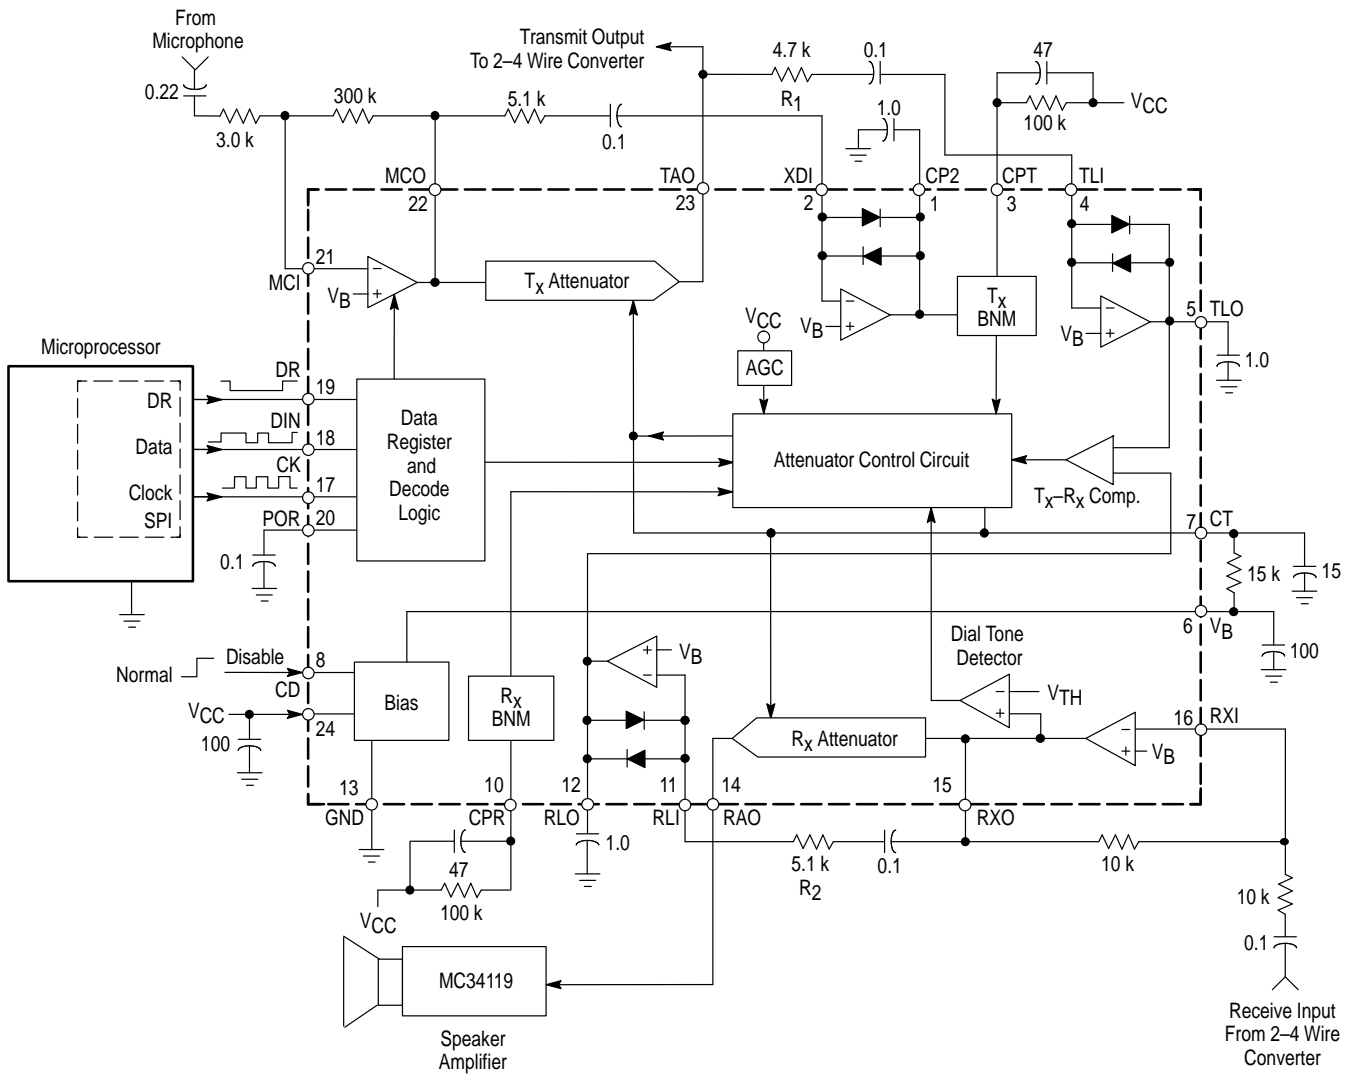 From
Microphone
0.22
3.0 k
300 k
5.1 k
0.1
Transmit Output
To 2–4 Wire Converter
4.7 k
R1
0.1
1.0
47
100 k
VCC
MCO
22
TAO
23
XDI
2
CP2
1
CPT
3
TLI
4
21
MCI
VB
−
+
Tx Attenuator
VB
−
+
Tx
BNM
VB
−
+
5
TLO
1.0
VCC
AGC
Microprocessor
DR
Data
Clock
SPI
DR
19
DIN
18
CK
17
POR
20
0.1
Data
Register
and
Decode
Logic
Attenuator Control Circuit
Tx–Rx Comp.
7
CT
15 k
15
6
VB
100
Normal
Disable
8
CD
VCC
24
100
Bias
Rx
BNM
+
−
VB
Dial Tone
Detector
−
+
VTH
Rx Attenuator
−
+
VB
16
RXI
13
GND
10
CPR
12
RLO
11
RLI
14
RAO
15
RXO
47
100 k
VCC
1.0
5.1 k
R2
0.1
10 k
10 k
0.1
MC34119
Speaker
Amplifier
Receive Input
From 2–4 Wire
Converter